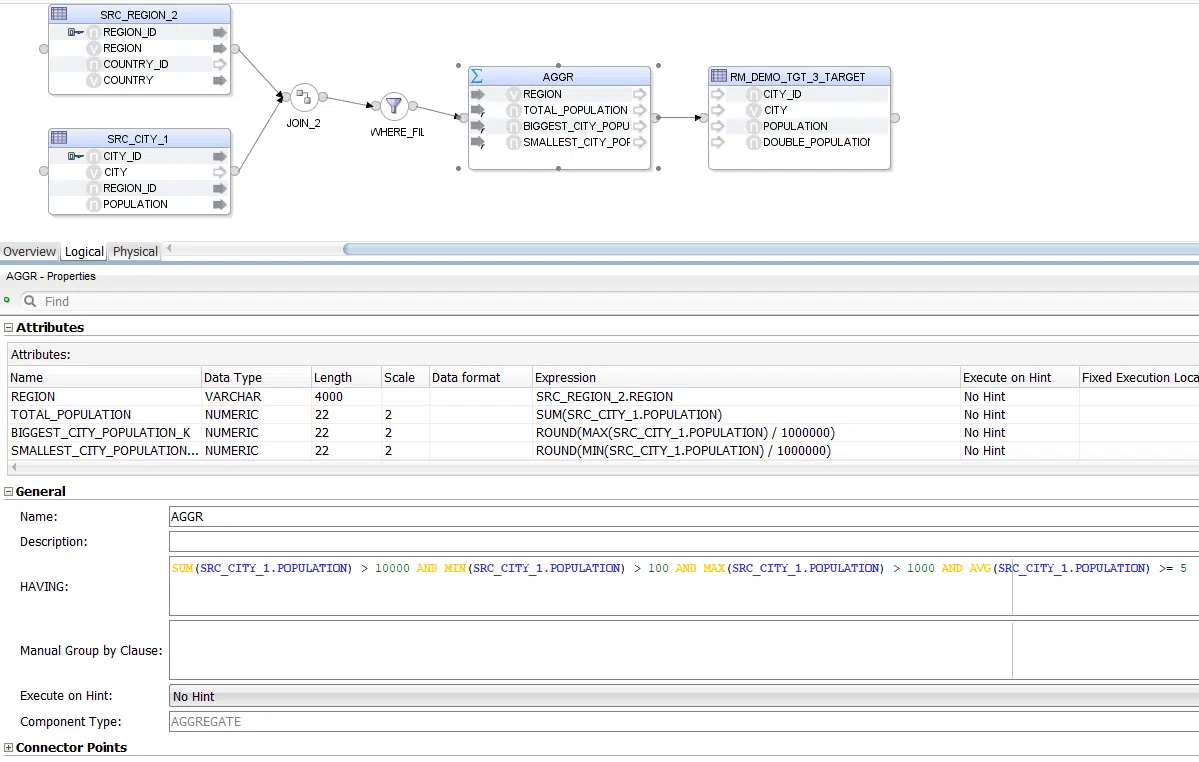 SRC_REGION_2
REGION_ID
REGION
COUNTRY_ID
COUNTRY
SRC_CITY_1
CITY_ID
CITY
REGION_ID
POPULATION
JOIN_2
WHERE_FIL
AGGR
REGION
TOTAL_POPULATION
BIGGEST_CITY_POPU
SMALLEST_CITY_POP
RM_DEMO_TGT_3_TARGET
CITY_ID
CITY
POPULATION
DOUBLE_POPULATION
Overview Logical Physical
AGGR - Properties
Find
Attributes
Attributes:
Name Data Type Length Scale Data format Expression Execute on Hint Fixed Execution Loca
REGION VARCHAR 4000 SRC_REGION_2.REGION No Hint
TOTAL_POPULATION NUMERIC 22 2 SUM(SRC_CITY_1.POPULATION) No Hint
BIGGEST_CITY_POPULATION_K NUMERIC 22 2 ROUND(MAX(SRC_CITY_1.POPULATION) / 1000000) No Hint
SMALLEST_CITY_POPULATION... NUMERIC 22 2 ROUND(MIN(SRC_CITY_1.POPULATION) / 1000000) No Hint
General
Name: AGGR
Description:
HAVING: SUM(SRC_CITY_1.POPULATION) > 10000 AND MIN(SRC_CITY_1.POPULATION) > 100 AND MAX(SRC_CITY_1.POPULATION) > 1000 AND AVG(SRC_CITY_1.POPULATION) >= 5
Manual Group by Clause:
Execute on Hint: No Hint
Component Type: AGGREGATE
Connector Points